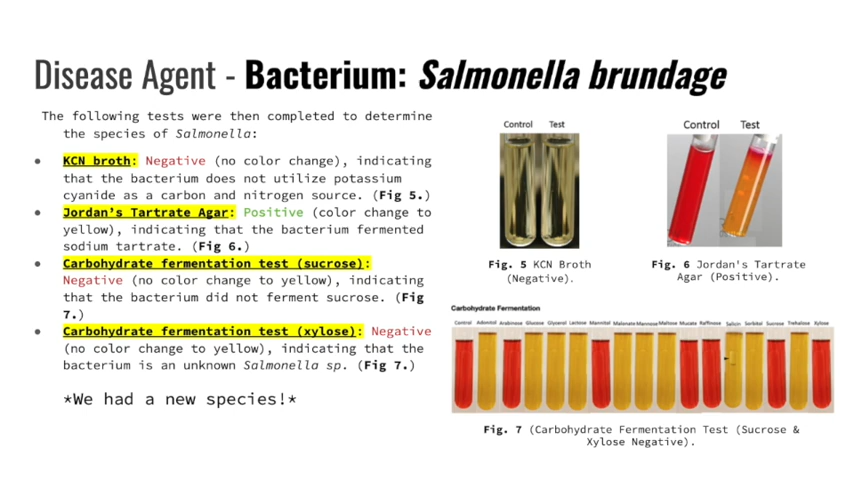 Disease Agent - Bacterium: Salmonella brundage
The following tests were then completed to determine
the species of Salmonella:
● KCN broth: Negative (no color change), indicating
that the bacterium does not utilize potassium
cyanide as a carbon and nitrogen source. (Fig 5.)
● Jordan's Tartrate Agar: Positive (color change to
yellow), indicating that the bacterium fermented
sodium tartrate. (Fig 6.)
● Carbohydrate fermentation test (sucrose):
Negative (no color change to yellow), indicating
that the bacterium did not ferment sucrose. (Fig
7.)
● Carbohydrate fermentation test (xylose): Negative
(no color change to yellow), indicating that the
bacterium is an unknown Salmonella sp. (Fig 7.)
*We had a new species!*
Control Test
Fig. 5 KCN Broth
(Negative).
Control Test
Fig. 6 Jordan's Tartrate
Agar (Positive).
Carbohydrate Fermentation
Control Adonitol Arabinose Glucose Glycerol Lactose Mannitol Malonate Mannose Mucate Raffinose Salicin Sorbitol Sucrose Trehalose Xylose
Fig. 7 (Carbohydrate Fermentation Test (Sucrose &
Xylose Negative).